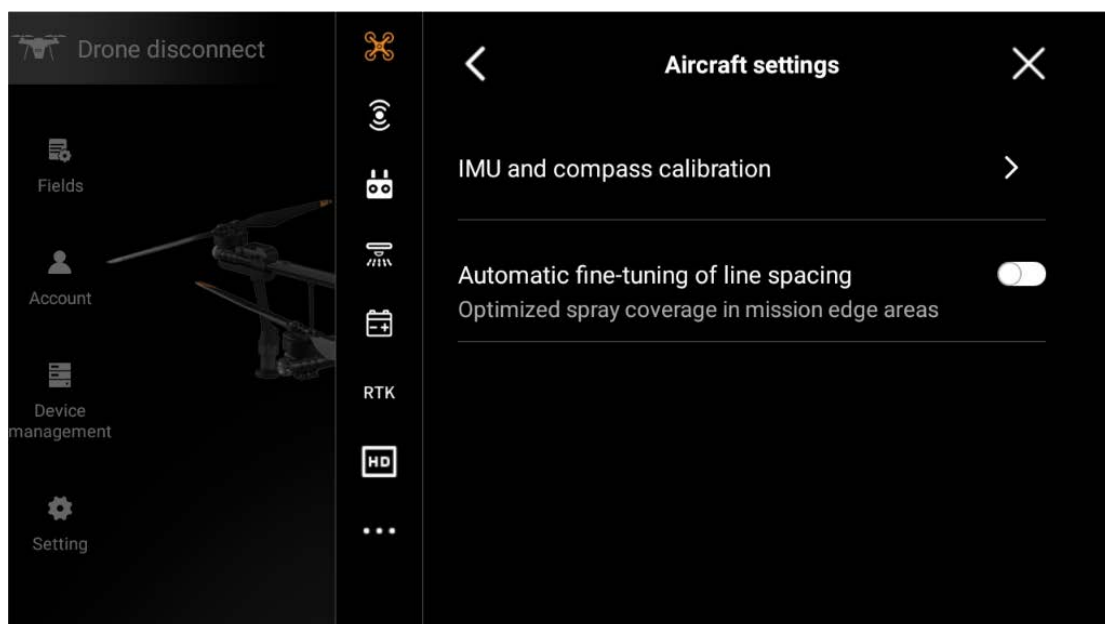 Drone disconnect
Fields
Account
Device
management
Setting
RTK
HD
Aircraft settings
IMU and compass calibration
Automatic fine-tuning of line spacing
Optimized spray coverage in mission edge areas